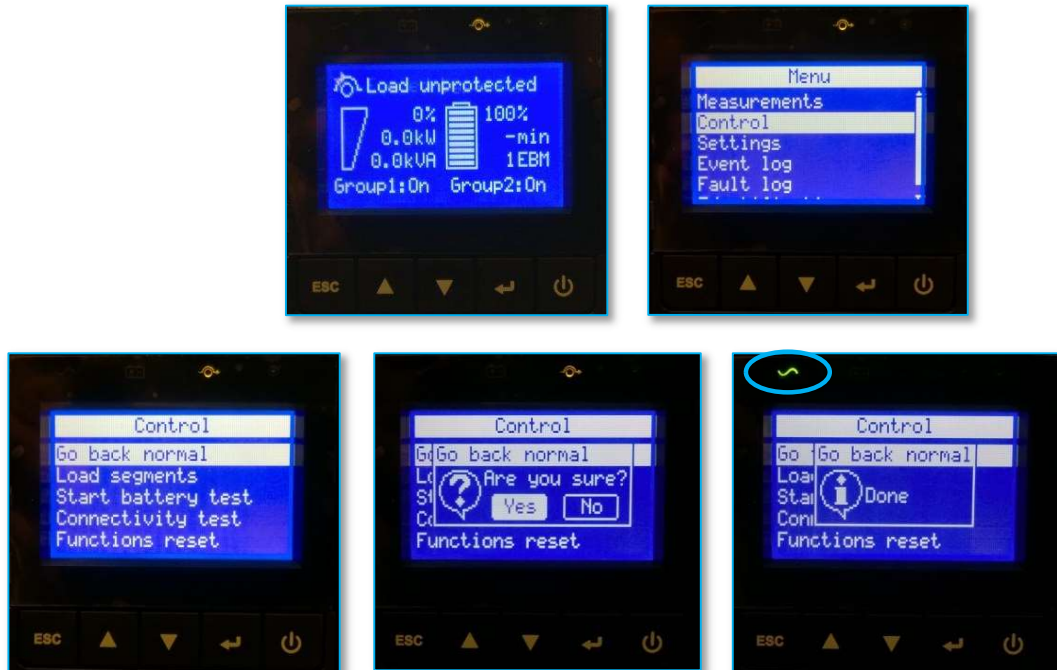 Load unprotected
0% 100%
0.0kW -min
0.0kVA 1EBM
Group1:On Group2:On
ESC
Menu
Measurements
Control
Settings
Event log
Fault log
ESC
Control
Go back normal
Load segments
Start battery test
Connectivity test
Functions reset
ESC
Control
Go back normal
Are you sure?
Yes No
Functions reset
ESC
Control
Go back normal
Done
Functions reset
ESC